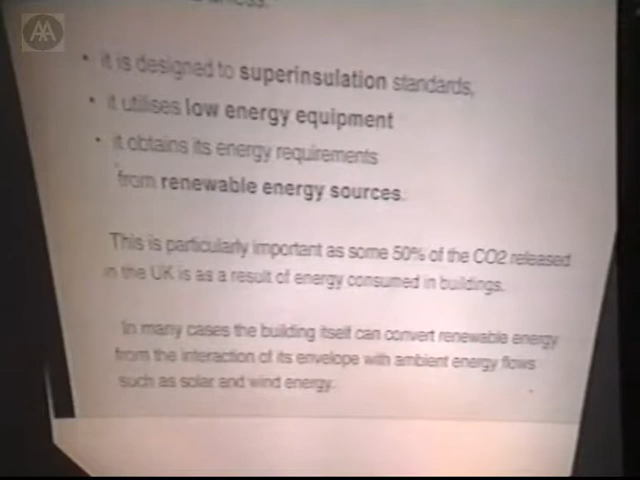 AA
• it is designed to superinsulation standards,
• it utilises low energy equipment
• it obtains its energy requirements
from renewable energy sources.
This is particularly important as some 50% of the CO2 released
in the UK is as a result of energy consumed in buildings.
In many cases the building itself can convert renewable energy
from the interaction of its envelope with ambient energy flows
such as solar and wind energy.